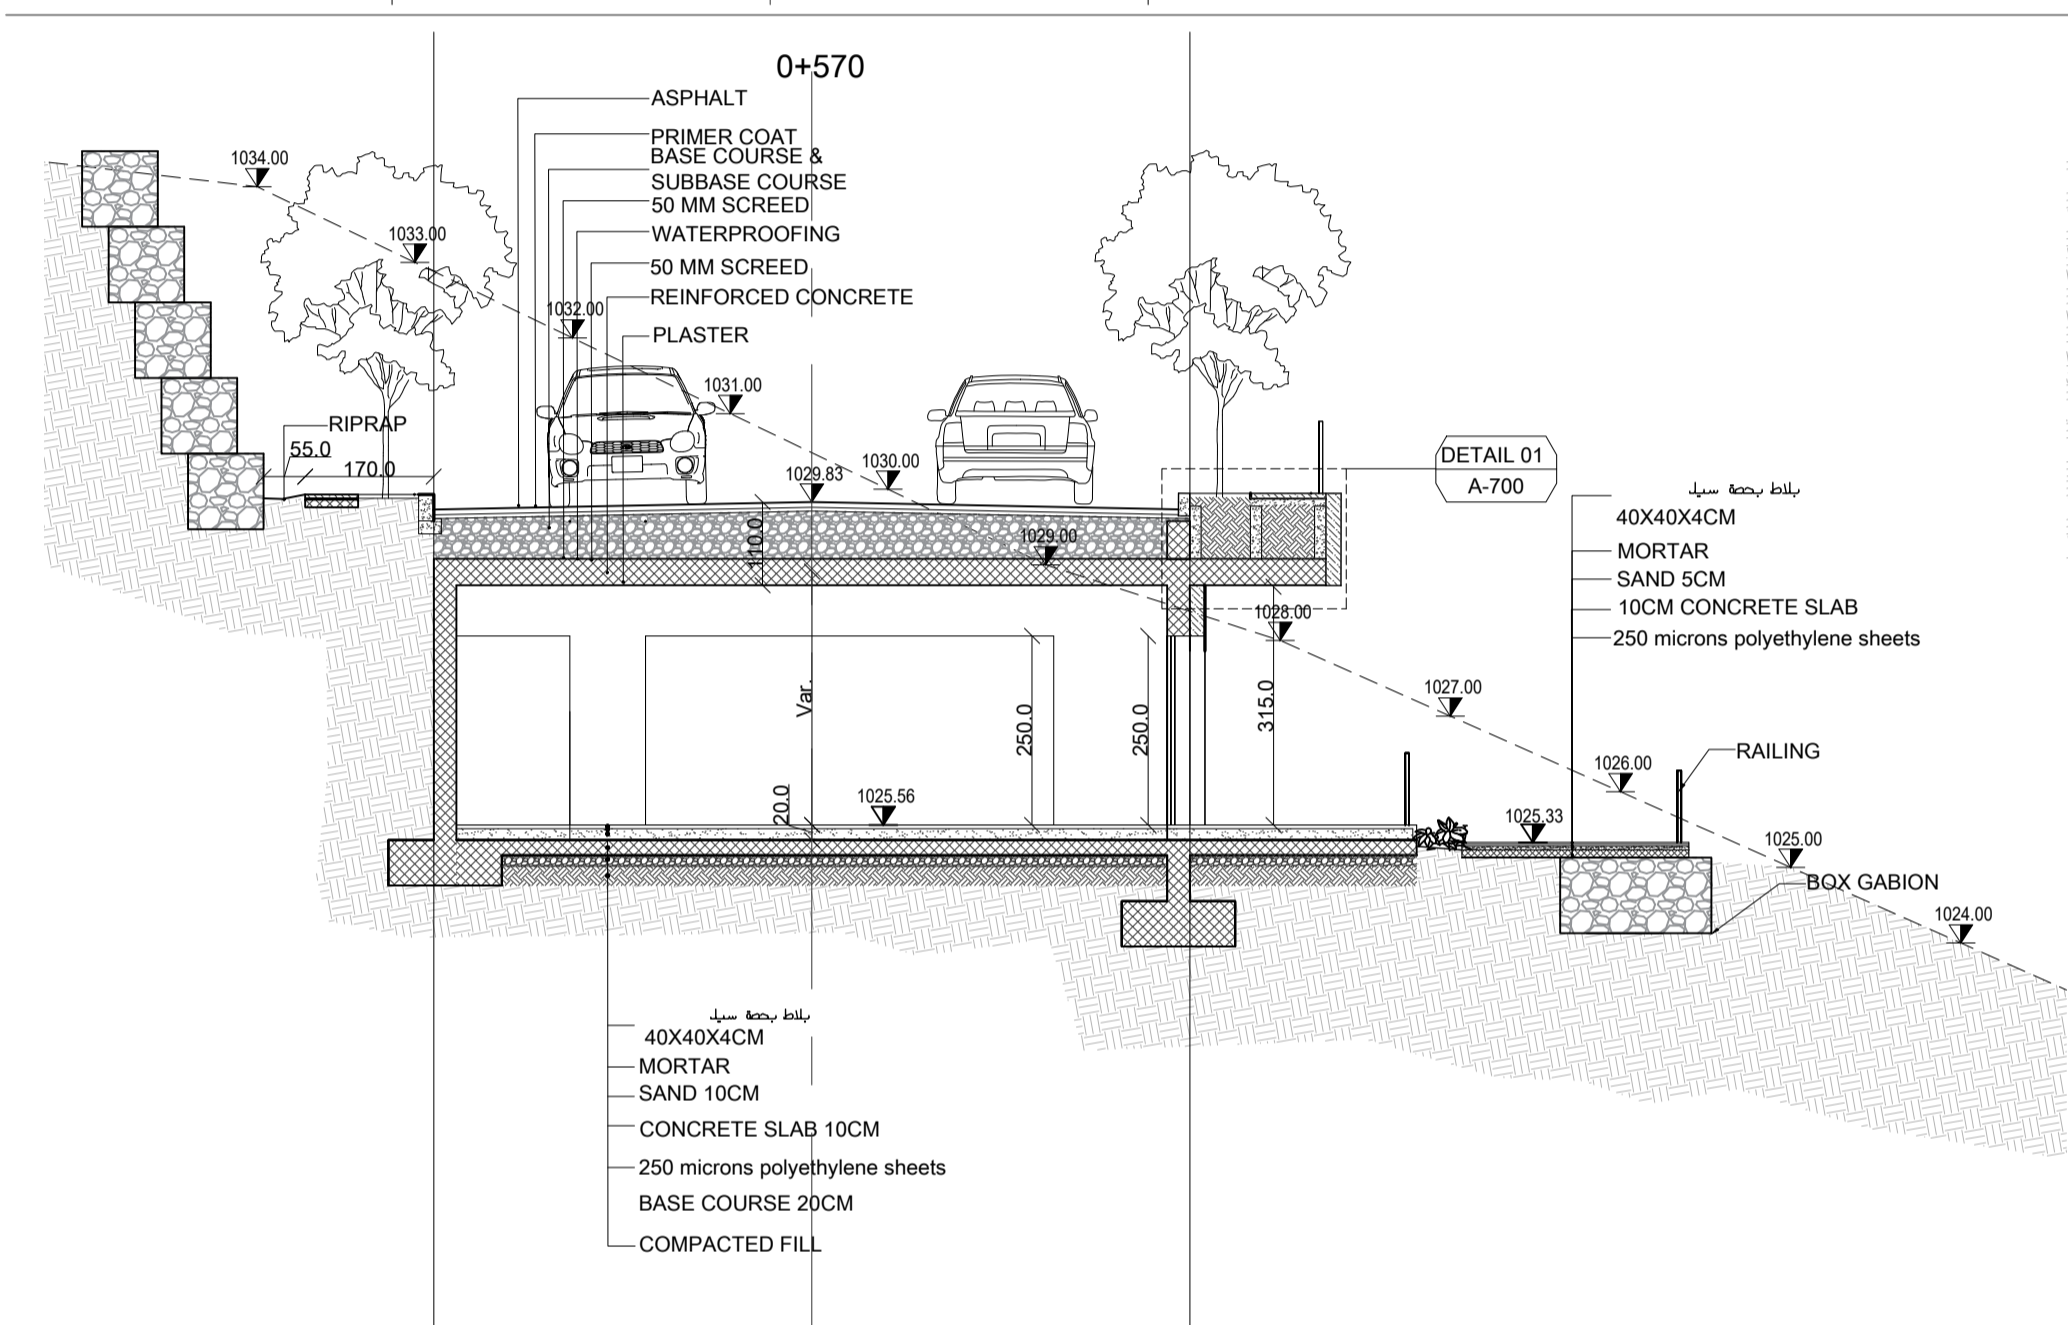 0+570
ASPHALT
PRIMER COAT
BASE COURSE &
SUBBASE COURSE
50 MM SCREED
WATERPROOFING
50 MM SCREED
REINFORCED CONCRETE
PLASTER
1034.00
1033.00
1032.00
1031.00
1030.00
1029.83
1029.00
1028.00
1027.00
1026.00
1025.00
1024.00
RIPRAP
55.0
170.0
110.0
DETAIL 01
A-700
بلاط بحصة سيل
40X40X4CM
MORTAR
SAND 5CM
10CM CONCRETE SLAB
250 microns polyethylene sheets
Var.
250.0
250.0
315.0
20.0
1025.56
1025.33
RAILING
BOX GABION
بلاط بحصة سيل
40X40X4CM
MORTAR
SAND 10CM
CONCRETE SLAB 10CM
250 microns polyethylene sheets
BASE COURSE 20CM
COMPACTED FILL